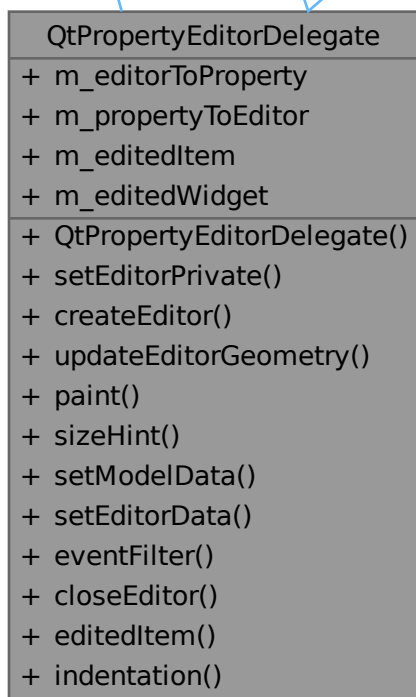 QtPropertyEditorDelegate
+ m_editorToProperty
+ m_propertyToEditor
+ m_editedItem
+ m_editedWidget
+ QtPropertyEditorDelegate()
+ setEditorPrivate()
+ createEditor()
+ updateEditorGeometry()
+ paint()
+ sizeHint()
+ setModelData()
+ setEditorData()
+ eventFilter()
+ closeEditor()
+ editedItem()
+ indentation()